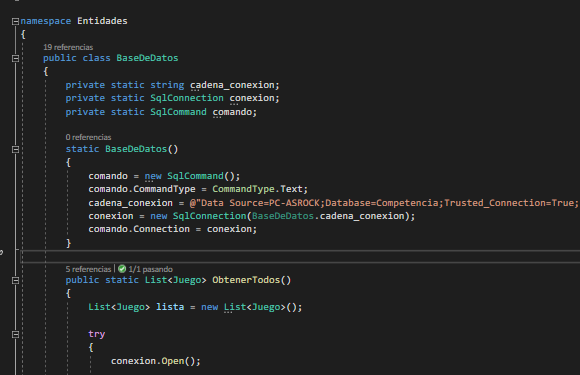 namespace Entidades
{
19 referencias
public class BaseDeDatos
{
private static string cadena_conexion;
private static SqlConnection conexion;
private static SqlCommand comando;
0 referencias
static BaseDeDatos()
{
comando = new SqlCommand();
comando.CommandType = CommandType.Text;
cadena_conexion = @"Data Source=PC-ASROCK;Database=Competencia;Trusted_Connection=True;
conexion = new SqlConnection(BaseDeDatos.cadena_conexion);
comando.Connection = conexion;
}
5 referencias | 1/1 pasando
public static List<Juego> ObtenerTodos()
{
List<Juego> lista = new List<Juego>();
try
{
conexion.Open();